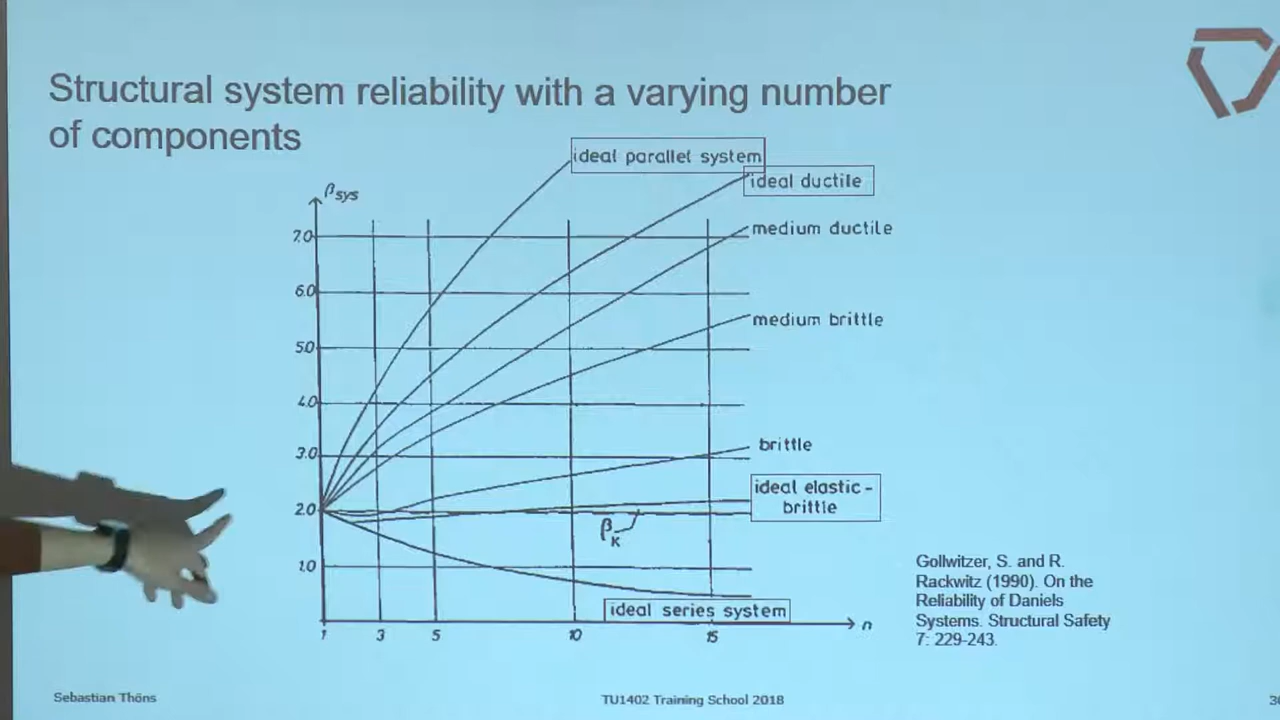 Structural system reliability with a varying number
of components
ideal parallel system
ideal ductile
βsys
medium ductile
7.0
6.0
medium brittle
5.0
4.0
brittle
3.0
ideal elastic-
brittle
2.0
βK
1.0
ideal series system
n
1 3 5 10 15
Gollwitzer, S. and R.
Rackwitz (1990). On the
Reliability of Daniels
Systems. Structural Safety
7: 229-243.
Sebastian Thöns
TU1402 Training School 2018